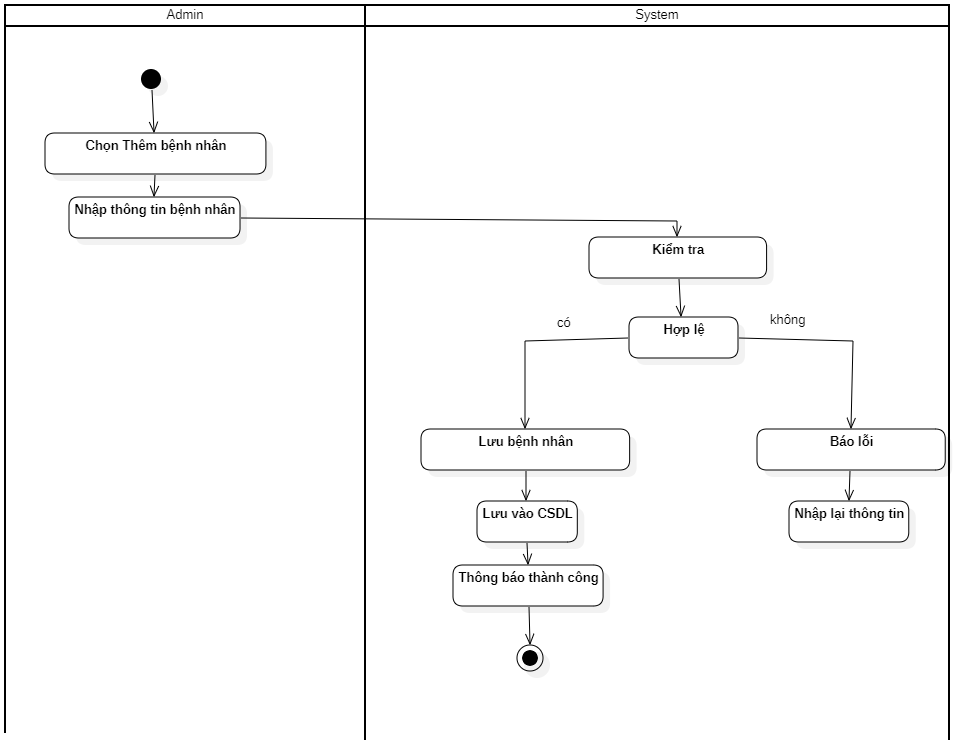 Admin
System
Chọn Thêm bệnh nhân
Nhập thông tin bệnh nhân
Kiểm tra
Hợp lệ
có
không
Lưu bệnh nhân
Báo lỗi
Lưu vào CSDL
Nhập lại thông tin
Thông báo thành công